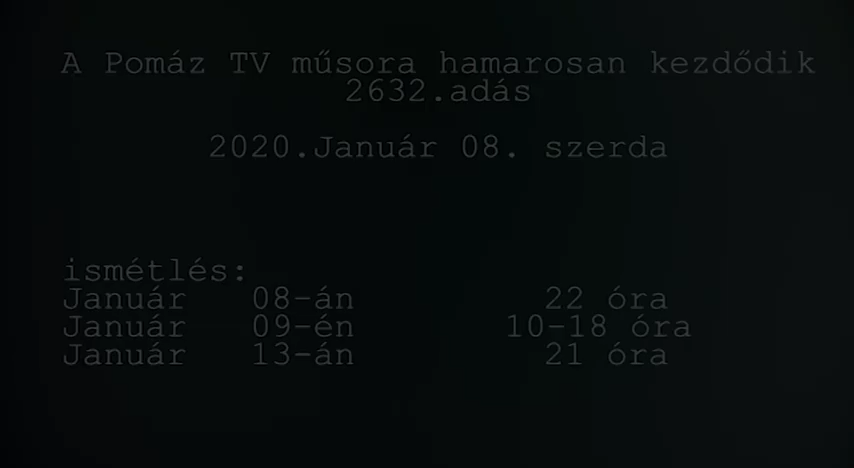 A Pomáz TV műsora hamarosan kezdődik
2632.adás
2020.Január 08. szerda
ismétlés:
Január 08-án 22 óra
Január 09-én 10-18 óra
Január 13-án 21 óra